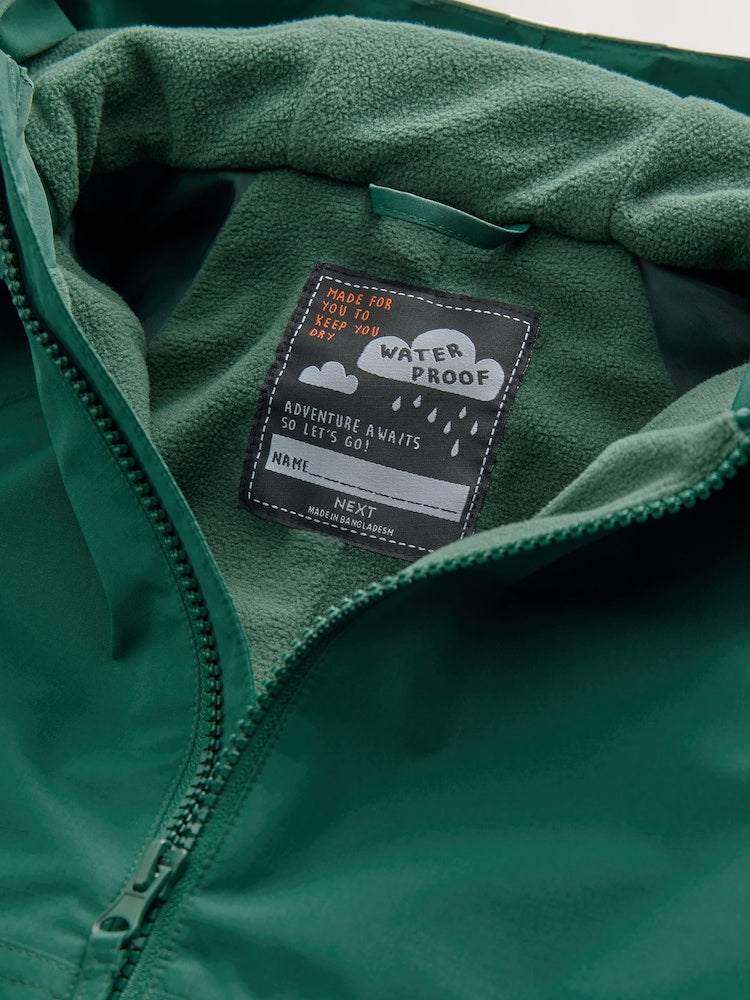 MADE FOR
YOU TO
KEEP YOU
DRY
WATER
PROOF
ADVENTURE AWAITS
SO LET'S GO!
NAME
NEXT
MADE IN BANGLADESH